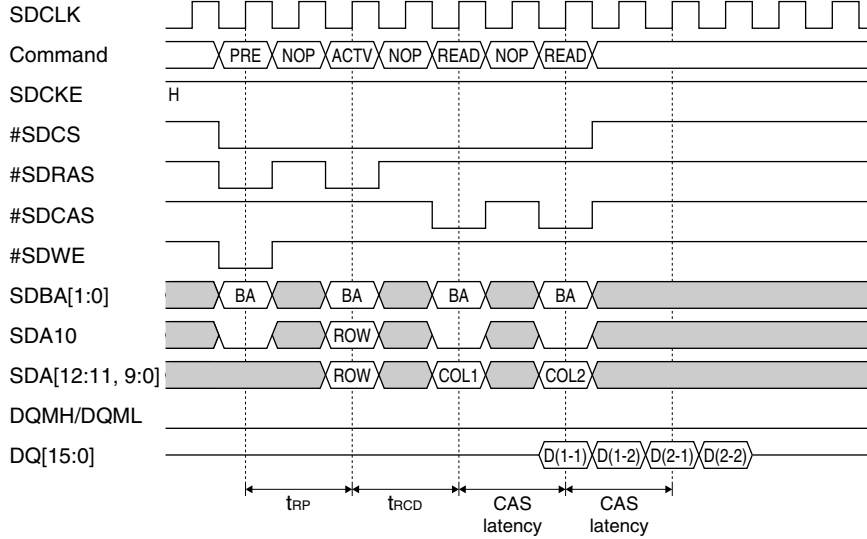 SDCLK
Command PRE NOP ACTV NOP READ NOP READ
SDCKE H
#SDCS
#SDRAS
#SDCAS
#SDWE
SDBA[1:0] BA BA BA BA
SDA10 ROW
SDA[12:11, 9:0] ROW COL1 COL2
DQMH/DQML
DQ[15:0] D(1-1) D(1-2) D(2-1) D(2-2)
tRP tRCD CAS latency CAS latency